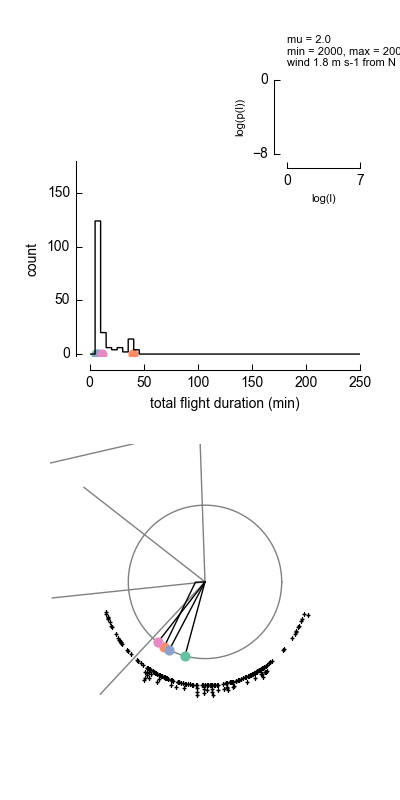 mu = 2.0
min = 2000, max = 200
wind 1.8 m s-1 from N
0
log(p(l))
−8
0 7
log(l)
150
100
50
0
count
0 50 100 150 200 250
total flight duration (min)